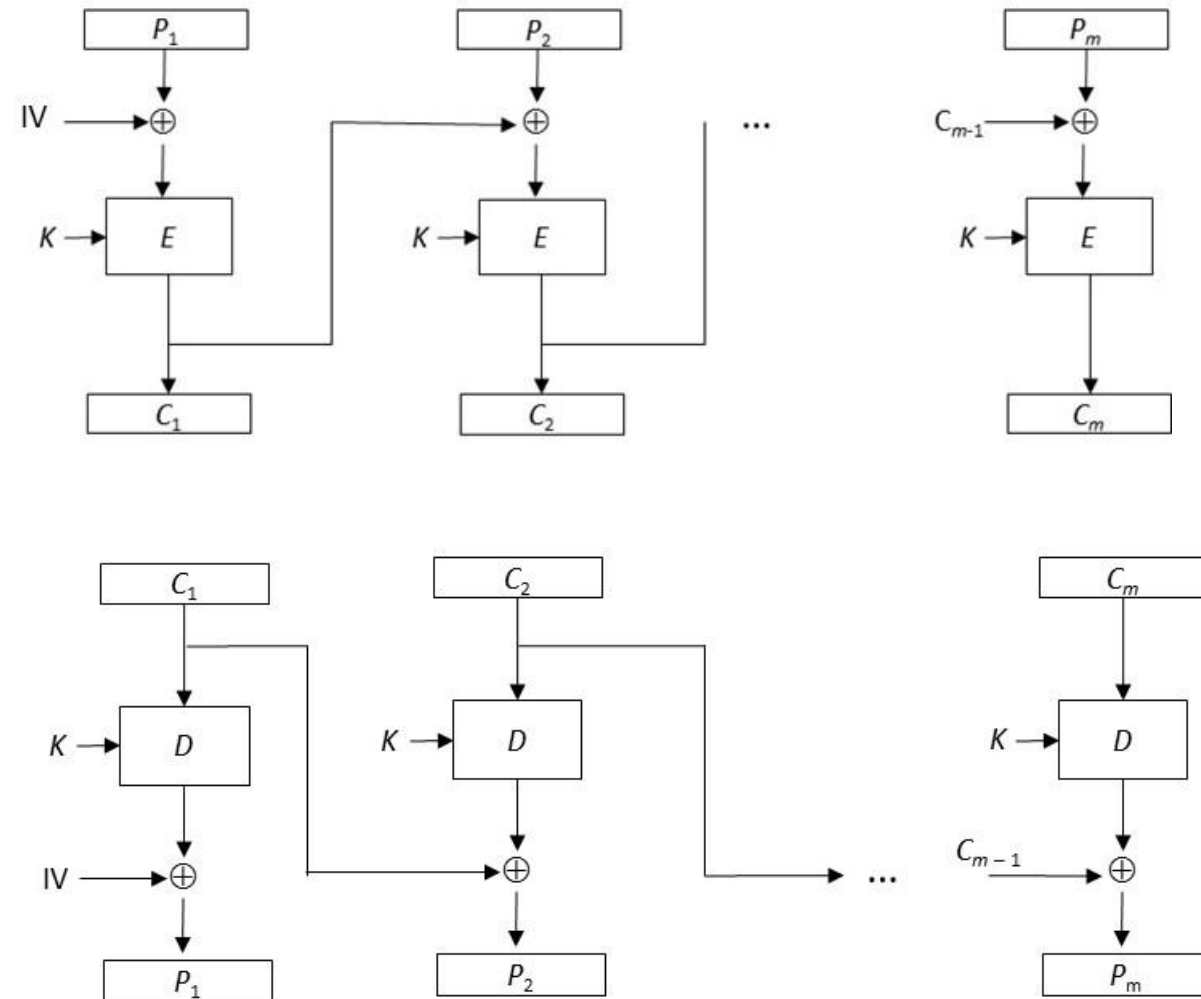 P₁ P₂ Pₘ
IV ⊕ ⊕ ... Cₘ₋₁ ⊕
K E K E K E
C₁ C₂ Cₘ
C₁ C₂ Cₘ
K D K D K D
IV ⊕ ⊕ ... Cₘ₋₁ ⊕
P₁ P₂ Pₘ